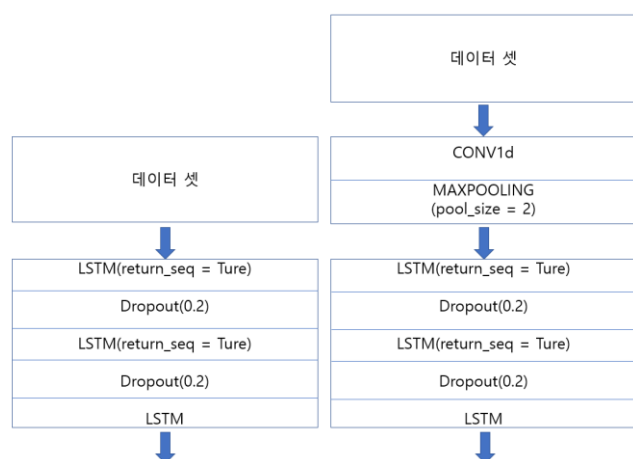 데이터 셋
LSTM(return_seq = Ture)
Dropout(0.2)
LSTM(return_seq = Ture)
Dropout(0.2)
LSTM
데이터 셋
CONV1d
MAXPOOLING
(pool_size = 2)
LSTM(return_seq = Ture)
Dropout(0.2)
LSTM(return_seq = Ture)
Dropout(0.2)
LSTM